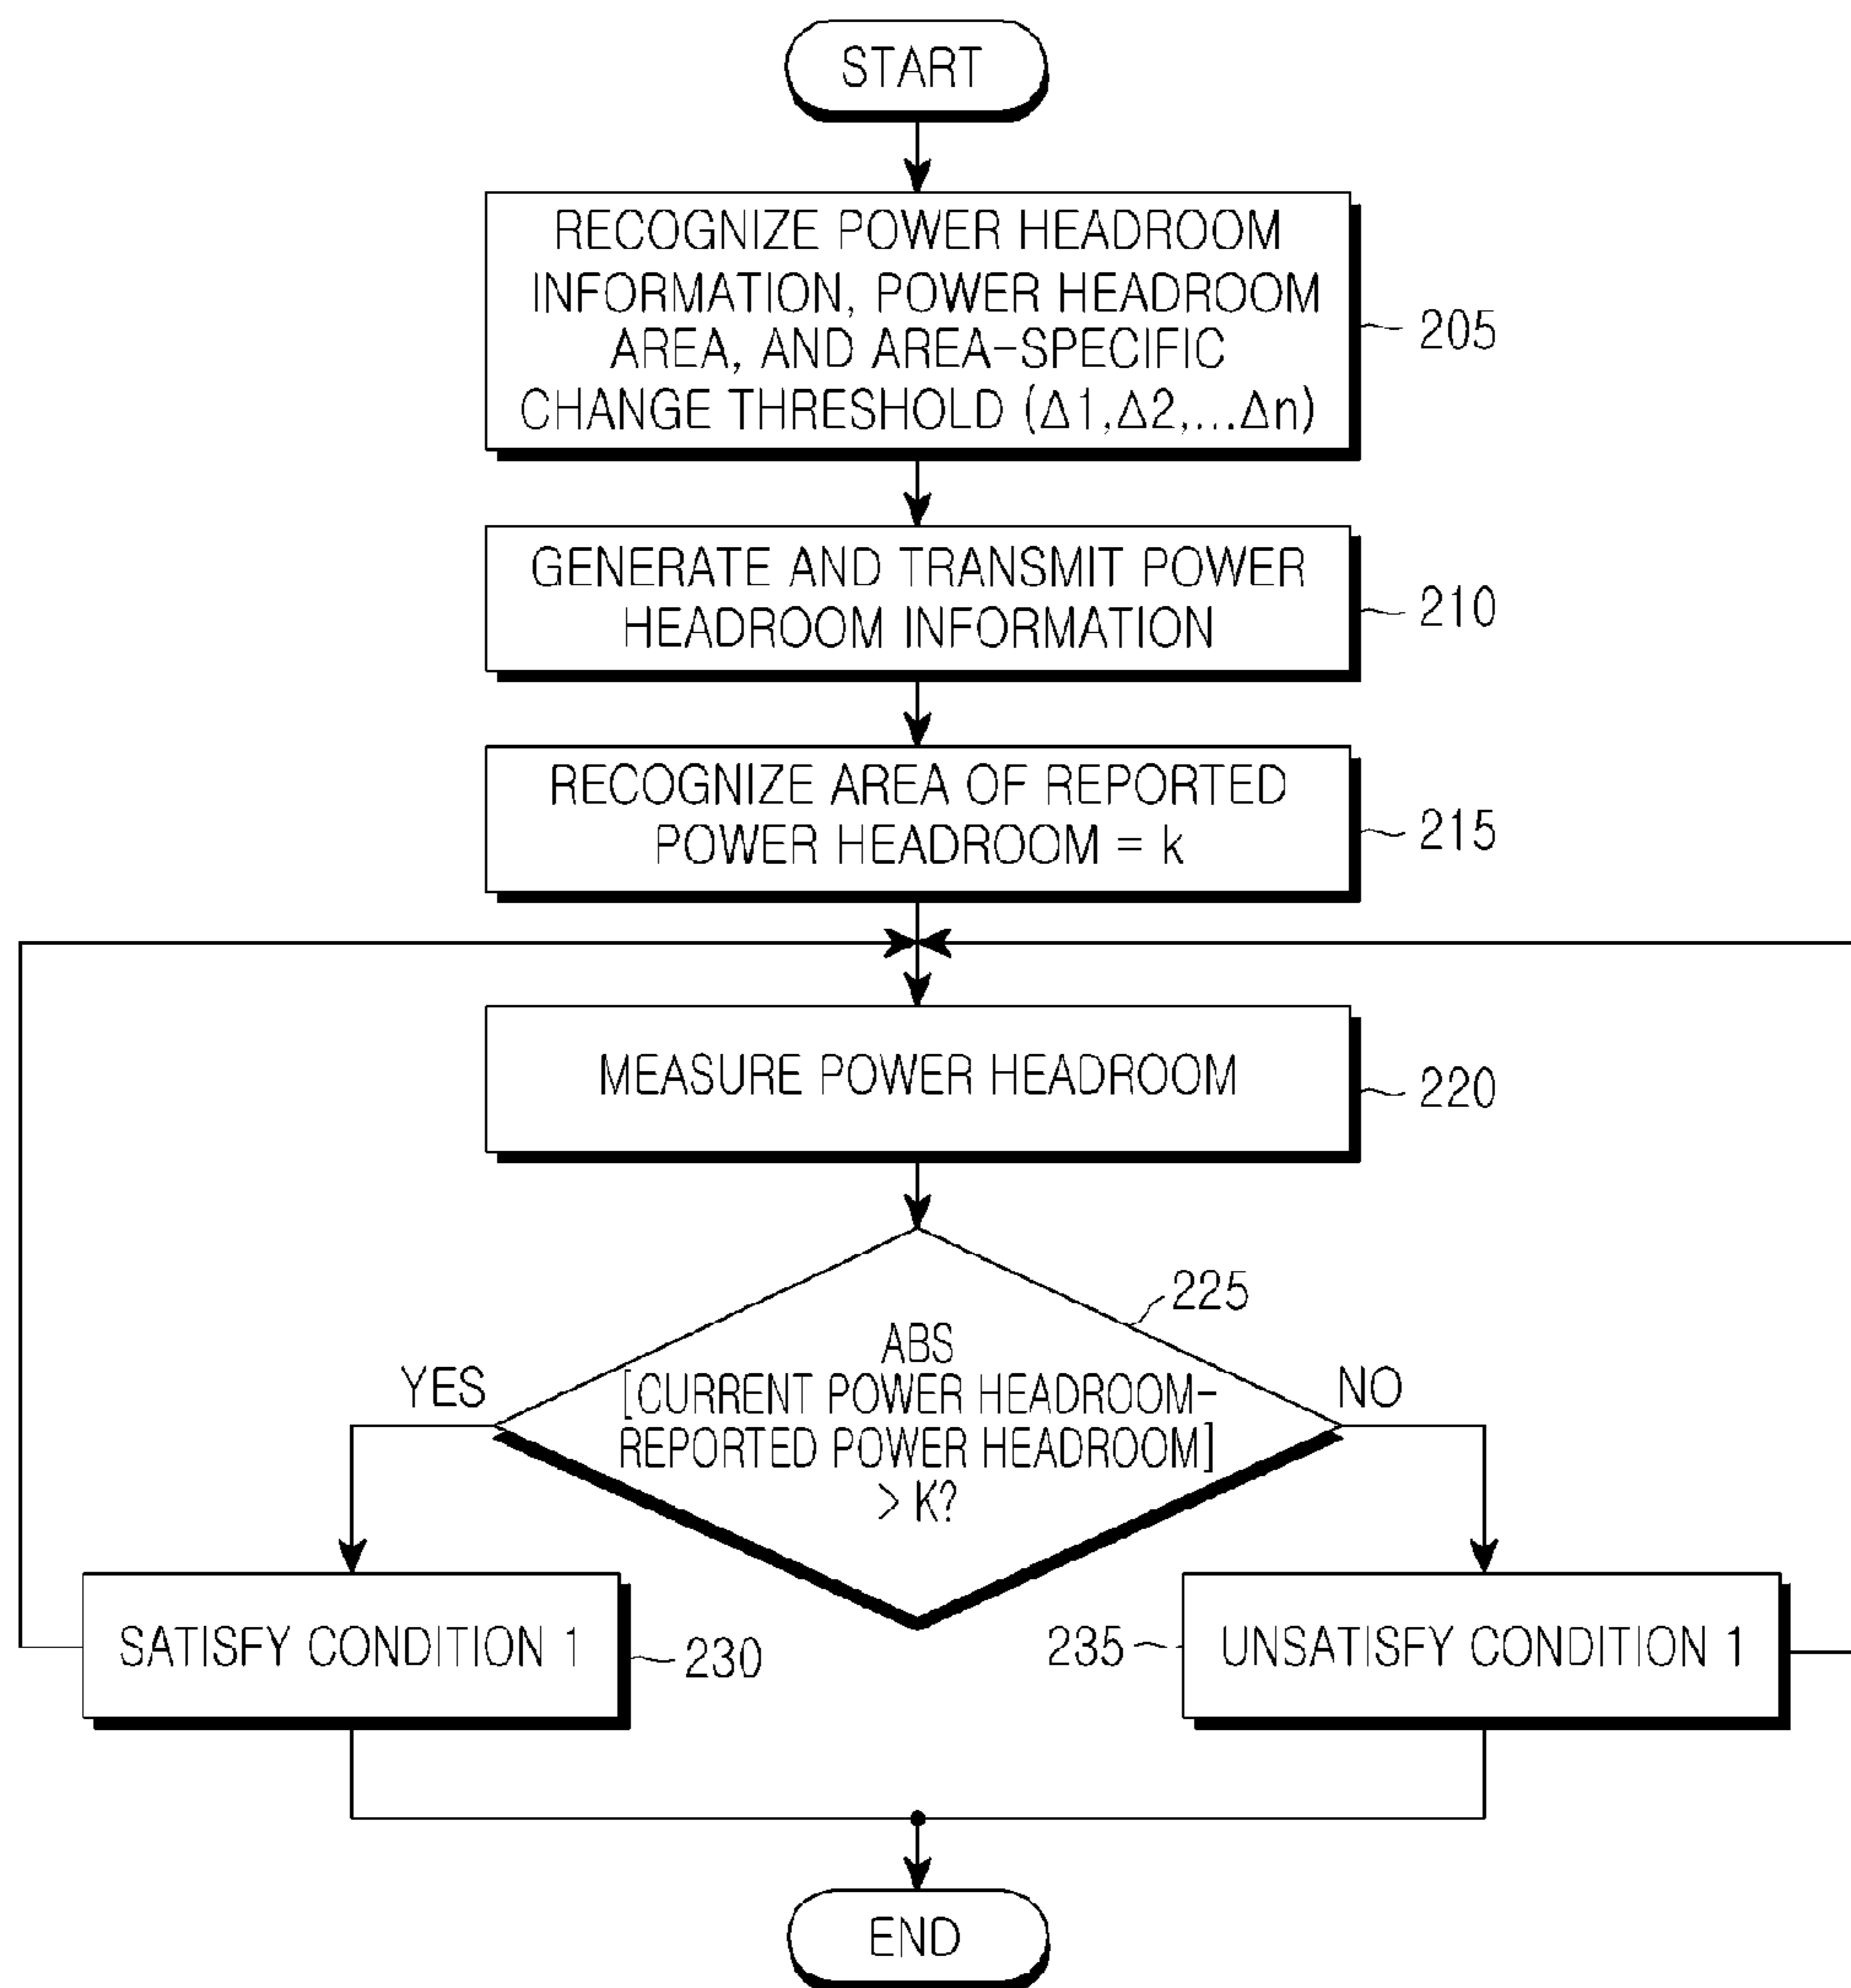 START
RECOGNIZE POWER HEADROOM
INFORMATION, POWER HEADROOM
AREA, AND AREA-SPECIFIC
CHANGE THRESHOLD (Δ1,Δ2,...Δn)
205
GENERATE AND TRANSMIT POWER
HEADROOM INFORMATION
210
RECOGNIZE AREA OF REPORTED
POWER HEADROOM = k
215
MEASURE POWER HEADROOM
220
225
ABS
[CURRENT POWER HEADROOM-
REPORTED POWER HEADROOM]
> K?
YES
NO
SATISFY CONDITION 1
230
235
UNSATISFY CONDITION 1
END